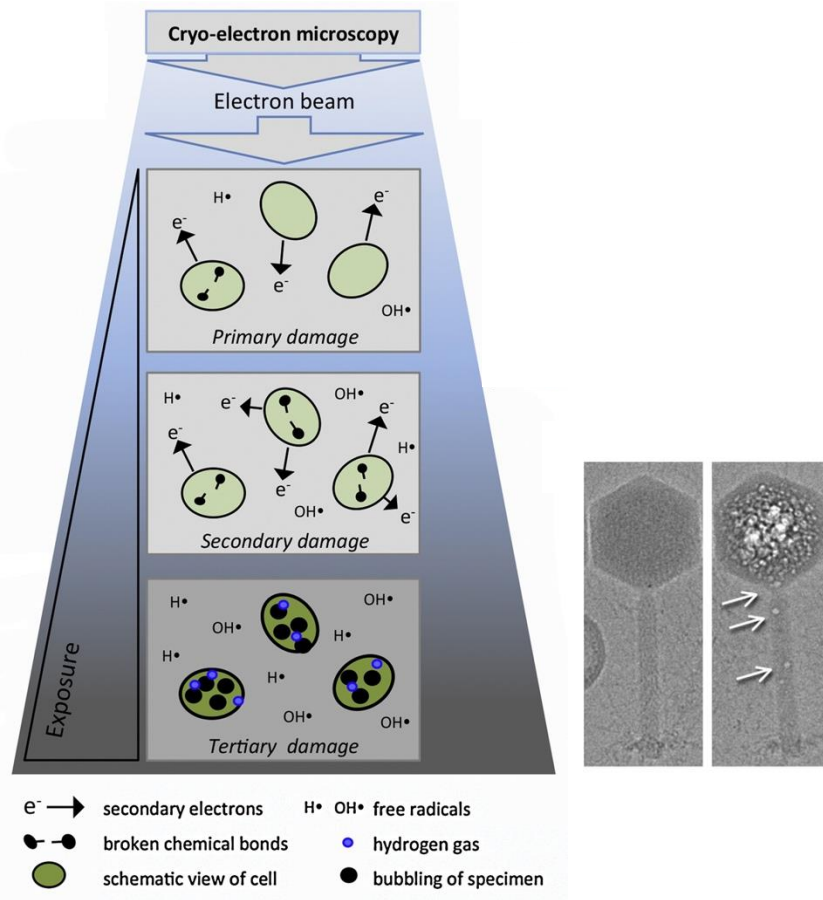 Cryo-electron microscopy
Electron beam
H•
e-
e-
e-
OH•
Primary damage
H•
e-
OH•
e-
e-
H•
e-
OH•
e-
Secondary damage
H•
OH•
OH•
H•
H•
H•
OH•
OH•
Tertiary damage
Exposure
e- secondary electrons
H• OH• free radicals
broken chemical bonds
hydrogen gas
schematic view of cell
bubbling of specimen